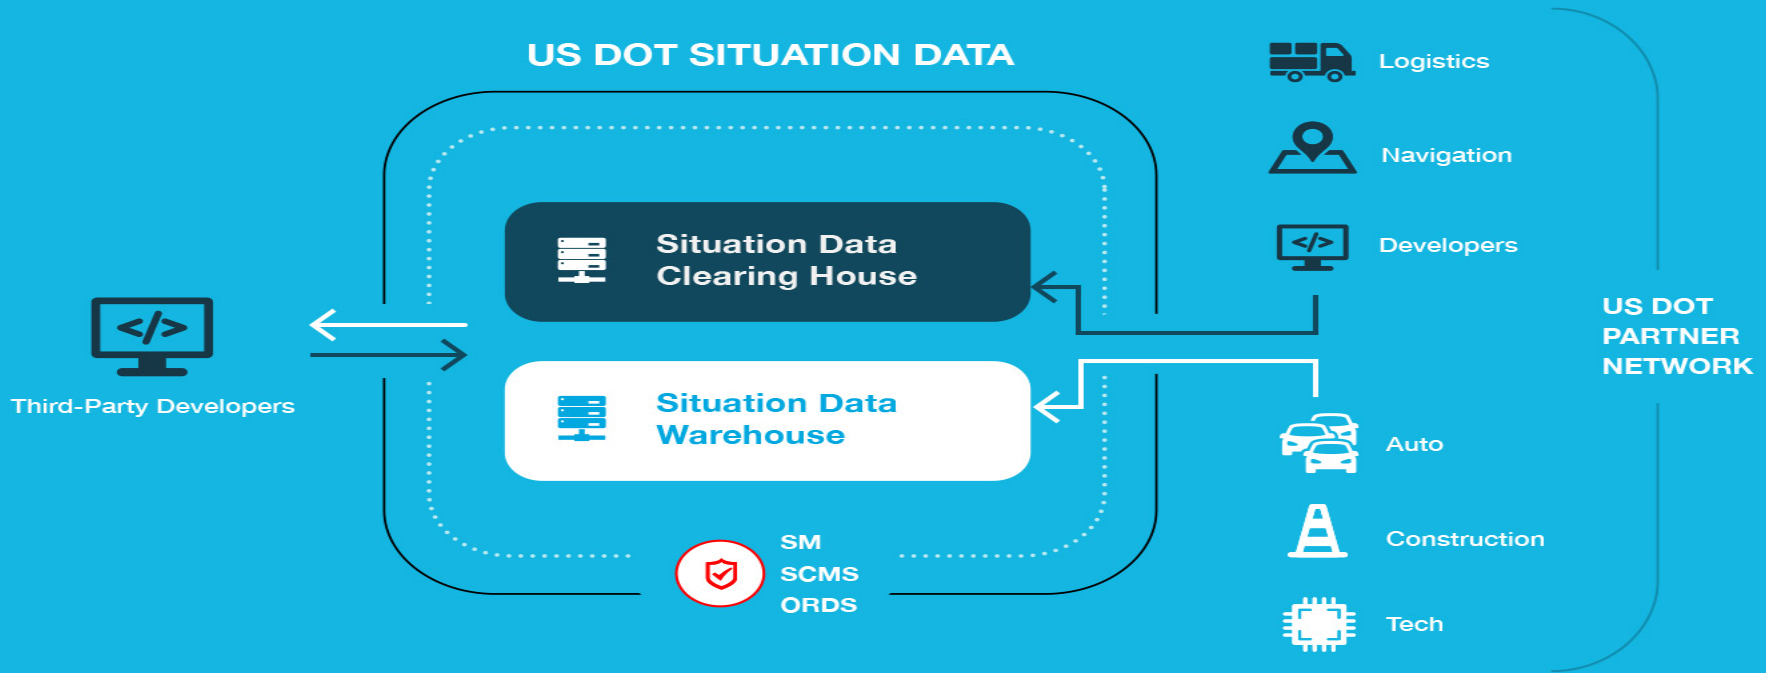 US DOT SITUATION DATA
Logistics
Navigation
Developers
Situation Data
Clearing House
</>
Third-Party Developers
Situation Data
Warehouse
US DOT
PARTNER
NETWORK
Auto
Construction
Tech
SM
SCMS
ORDS